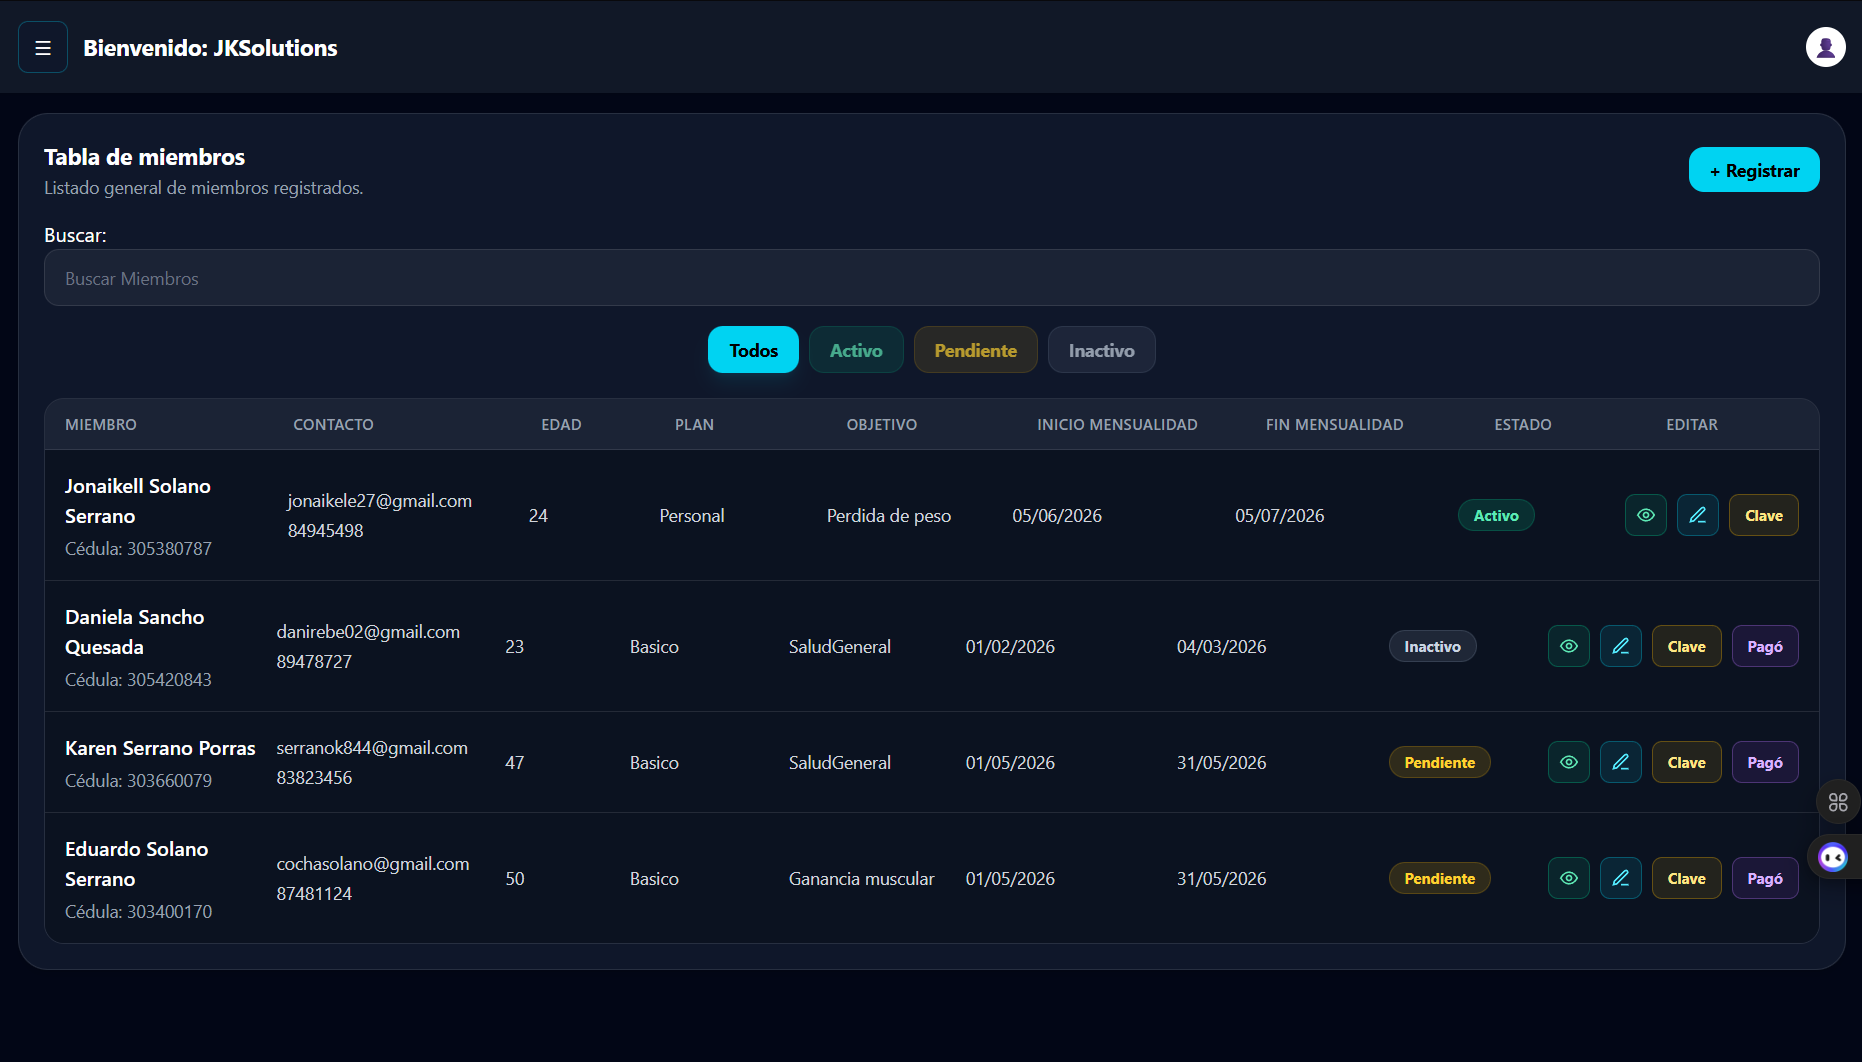 ☰ Bienvenido: JKSolutions
Tabla de miembros
Listado general de miembros registrados.
+ Registrar
Buscar:
Buscar Miembros
Todos Activo Pendiente Inactivo
MIEMBRO CONTACTO EDAD PLAN OBJETIVO INICIO MENSUALIDAD FIN MENSUALIDAD ESTADO EDITAR
Jonaikell Solano
Serrano
Cédula: 305380787
jonaikele27@gmail.com
84945498
24 Personal Perdida de peso 05/06/2026 05/07/2026 Activo Clave
Daniela Sancho
Quesada
Cédula: 305420843
danirebe02@gmail.com
89478727
23 Basico SaludGeneral 01/02/2026 04/03/2026 Inactivo Clave Pagó
Karen Serrano Porras
Cédula: 303660079
serranok844@gmail.com
83823456
47 Basico SaludGeneral 01/05/2026 31/05/2026 Pendiente Clave Pagó
Eduardo Solano
Serrano
Cédula: 303400170
cochasolano@gmail.com
87481124
50 Basico Ganancia muscular 01/05/2026 31/05/2026 Pendiente Clave Pagó